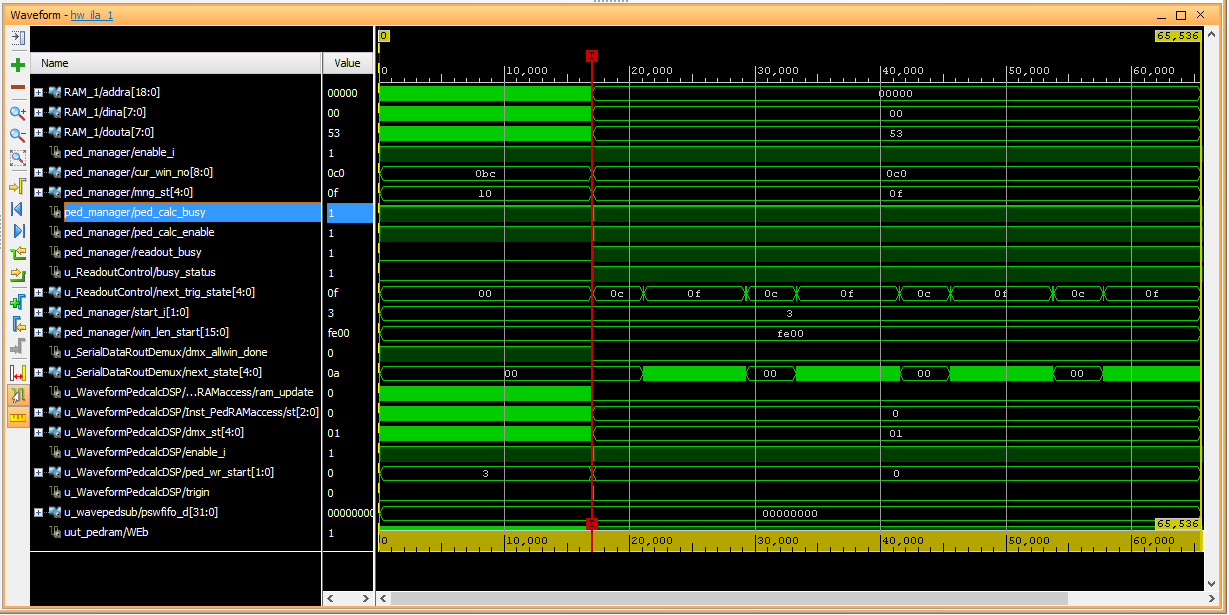 Waveform - hw_ila_1
0 65,536
Name Value
0 10,000 20,000 30,000 40,000 50,000 60,000
RAM_1/addra[18:0] 00000 00000
RAM_1/dina[7:0] 00 00
RAM_1/douta[7:0] 53 53
ped_manager/enable_i 1
ped_manager/cur_win_no[8:0] 0c0 0bc 0c0
ped_manager/mng_st[4:0] 0f 10 0f
ped_manager/ped_calc_busy 1
ped_manager/ped_calc_enable 1
ped_manager/readout_busy 1
u_ReadoutControl/busy_status 1
u_ReadoutControl/next_trig_state[4:0] 0f 00 0c 0f 0c 0f 0c 0f 0c 0f
ped_manager/start_i[1:0] 3 3
ped_manager/win_len_start[15:0] fe00 fe00
u_SerialDataRoutDemux/dmx_allwin_done 0
u_SerialDataRoutDemux/next_state[4:0] 0a 00 00 00 00
u_WaveformPedcalcDSP/...RAMaccess/ram_update 0
u_WaveformPedcalcDSP/Inst_PedRAMaccess/st[2:0] 0 0
u_WaveformPedcalcDSP/dmx_st[4:0] 01 01
u_WaveformPedcalcDSP/enable_i 1
u_WaveformPedcalcDSP/ped_wr_start[1:0] 0 3 0
u_WaveformPedcalcDSP/trigin 0
u_wavepedsub/pswfifo_d[31:0] 00000000 00000000
uut_pedram/WEb 1
65,536
0 10,000 20,000 30,000 40,000 50,000 60,000